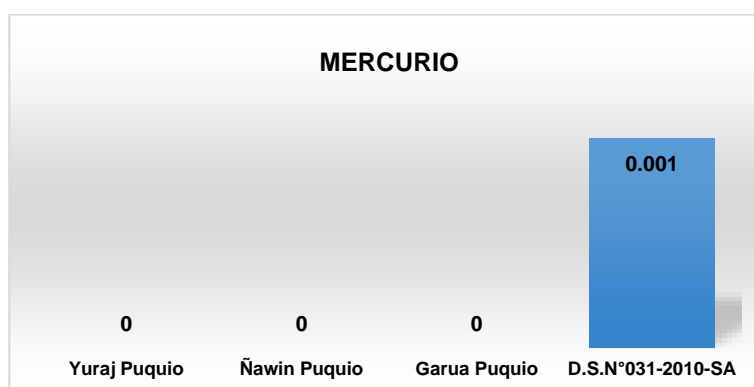 MERCURIO
0.001
0 0 0
Yuraj Puquio Ñawin Puquio Garua Puquio D.S.N°031-2010-SA